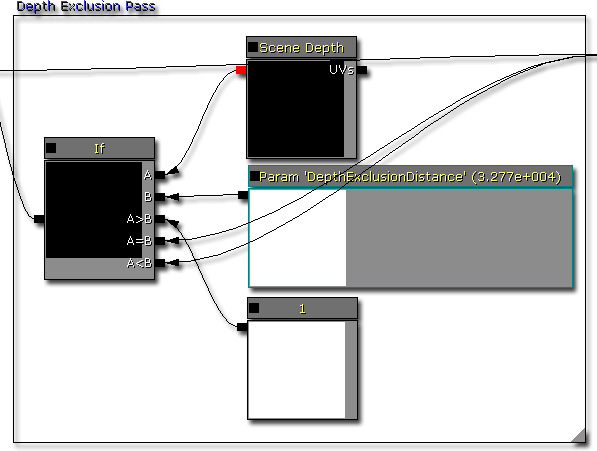 Depth Exclusion Pass
Scene Depth
UVs
If
A
B
A>B
A=B
A<B
Param 'DepthExclusionDistance' (3.277e+004)
1